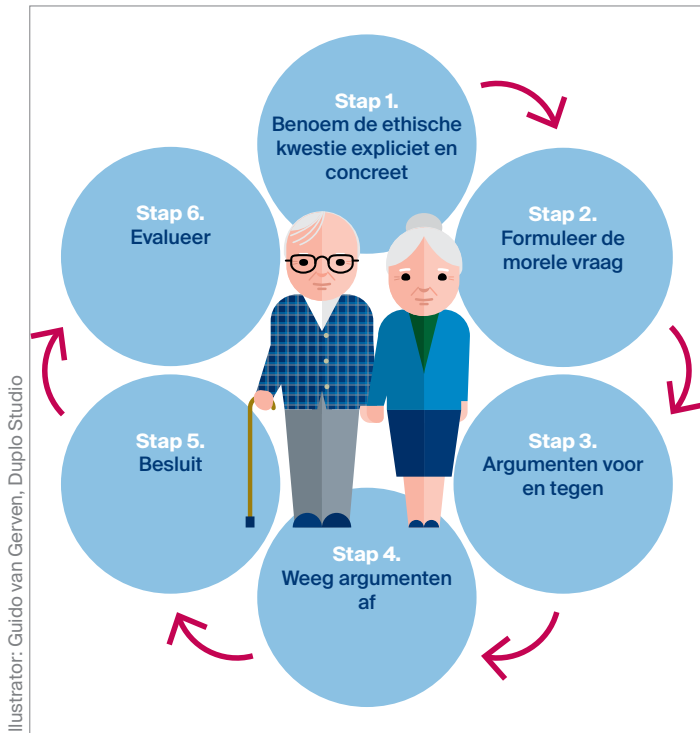 Stap 1.
Benoem de ethische
kwestie expliciet en
concreet
Stap 2.
Formuleer de
morele vraag
Stap 3.
Argumenten voor
en tegen
Stap 4.
Weeg argumenten
af
Stap 5.
Besluit
Stap 6.
Evalueer
Illustrator: Guido van Gerven, Duplo Studio